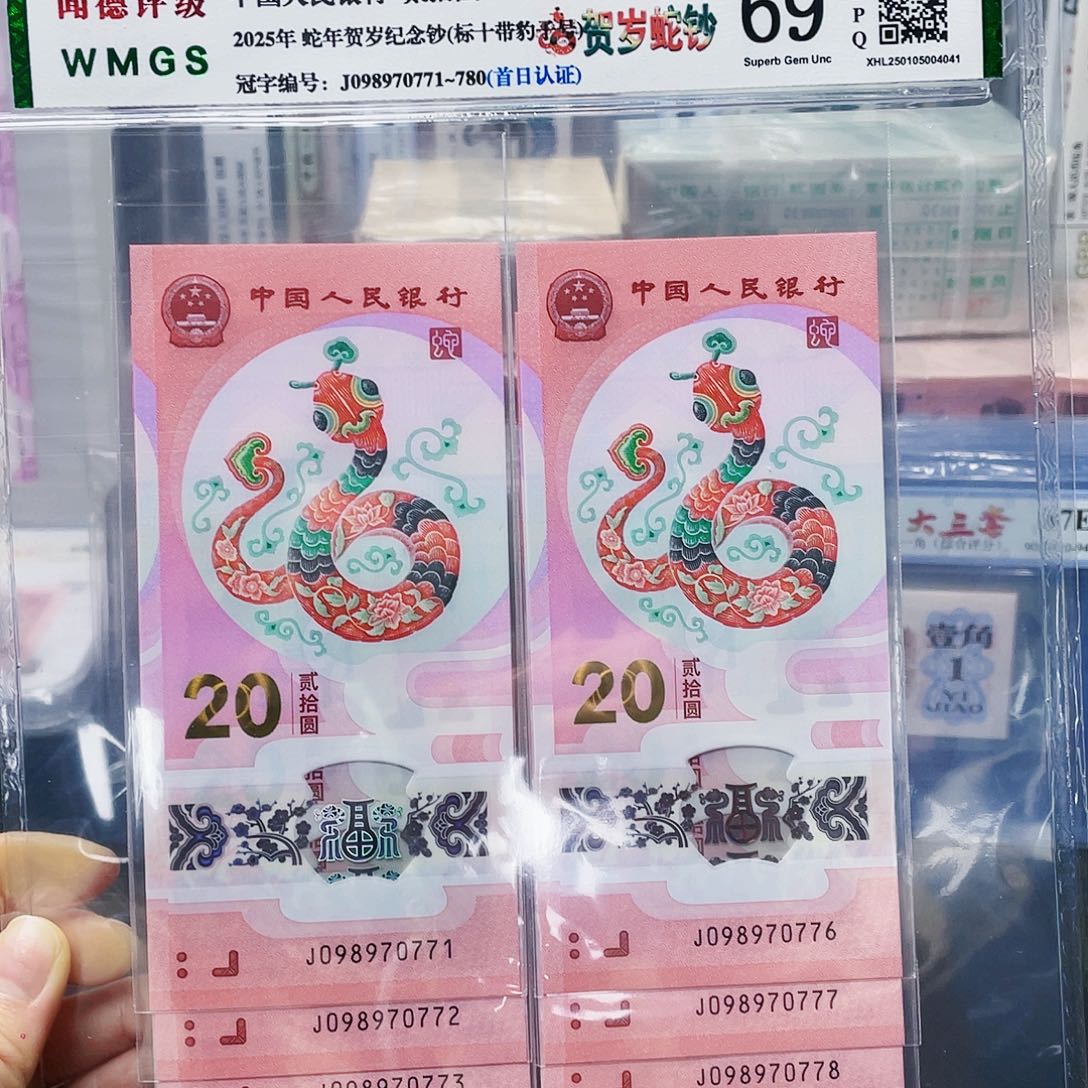 闻德评级
WMGS
2025年 蛇年贺岁纪念钞(标十带豹子号)
冠字编号：J098970771~780(首日认证)
贺岁蛇钞
69
Superb Gem Unc
P
Q
XHL250105004041
中国人民银行
20
贰拾圆
福
J098970771
J098970772
J098970773
中国人民银行
20
贰拾圆
福
J098970776
J098970777
J098970778
大三套
壹角
1
YI
JIAO